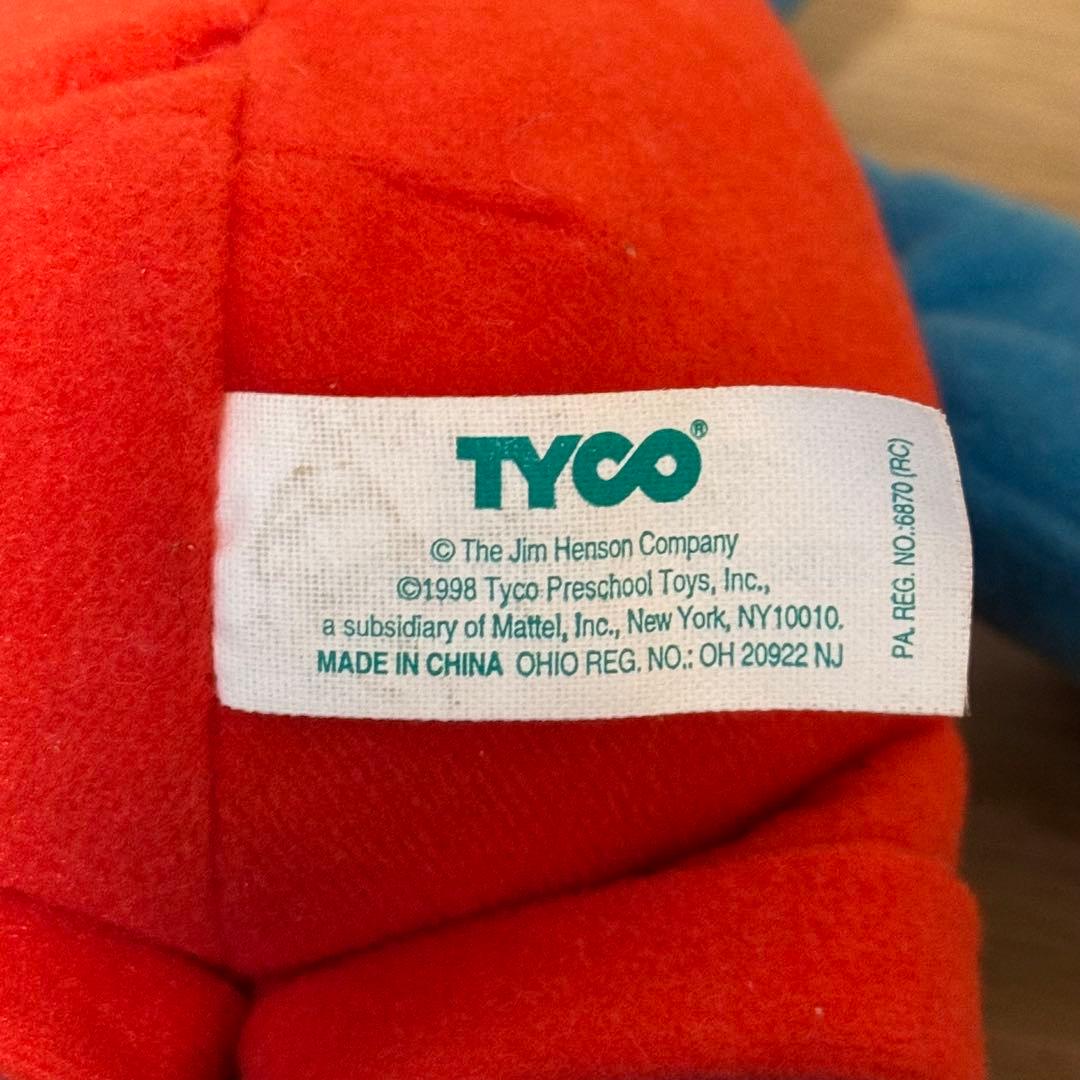 TYCO®
© The Jim Henson Company
©1998 Tyco Preschool Toys, Inc.,
a subsidiary of Mattel, Inc., New York, NY10010.
MADE IN CHINA OHIO REG. NO.: OH 20922 NJ
PA. REG. NO.:6870 (RC)